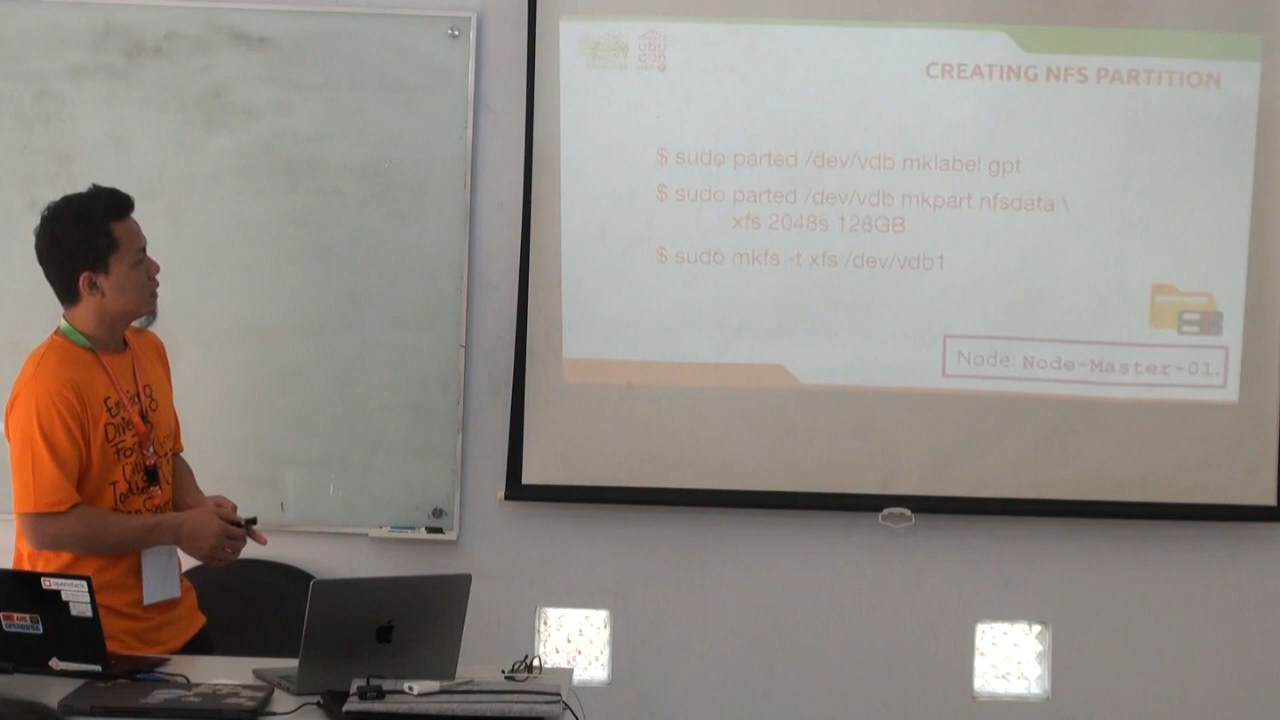 CREATING NFS PARTITION
$ sudo parted /dev/vdb mklabel gpt
$ sudo parted /dev/vdb mkpart nfsdata \
xfs 2048s 128GB
$ sudo mkfs -t xfs /dev/vdb1
Node: Node-Master-01.
openstack